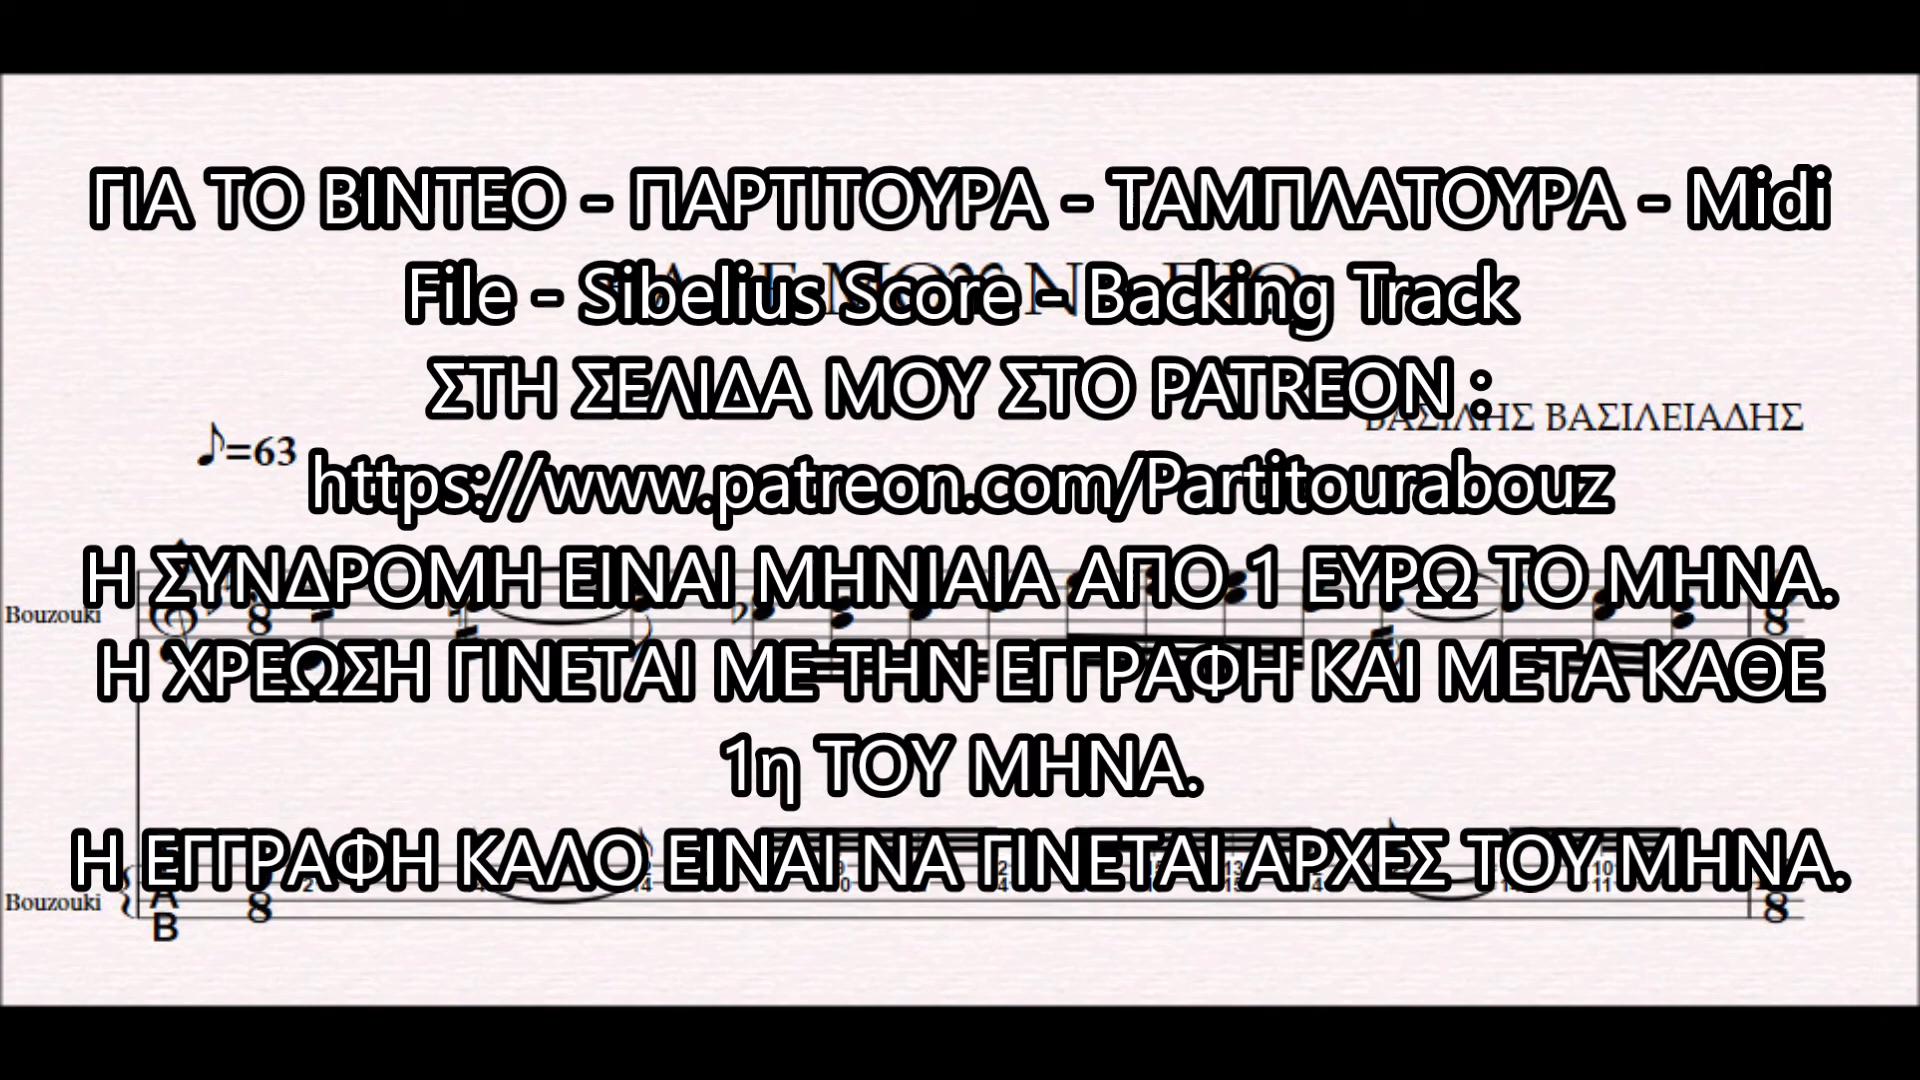 ΓΙΑ ΤΟ ΒΙΝΤΕΟ - ΠΑΡΤΙΤΟΥΡΑ - ΤΑΜΠΛΑΤΟΥΡΑ - Midi
File - Sibelius Score - Backing Track
ΣΤΗ ΣΕΛΙΔΑ ΜΟΥ ΣΤΟ PATREON :
ΒΑΣΙΛΗΣ ΒΑΣΙΛΕΙΑΔΗΣ
♪=63
https://www.patreon.com/Partitourabouz
Η ΣΥΝΔΡΟΜΗ ΕΙΝΑΙ ΜΗΝΙΑΙΑ ΑΠΟ 1 ΕΥΡΩ ΤΟ ΜΗΝΑ.
Bouzouki
Η ΧΡΕΩΣΗ ΓΙΝΕΤΑΙ ΜΕ ΤΗΝ ΕΓΓΡΑΦΗ ΚΑΙ ΜΕΤΑ ΚΑΘΕ
1η ΤΟΥ ΜΗΝΑ.
Η ΕΓΓΡΑΦΗ ΚΑΛΟ ΕΙΝΑΙ ΝΑ ΓΙΝΕΤΑΙ ΑΡΧΕΣ ΤΟΥ ΜΗΝΑ.
Bouzouki